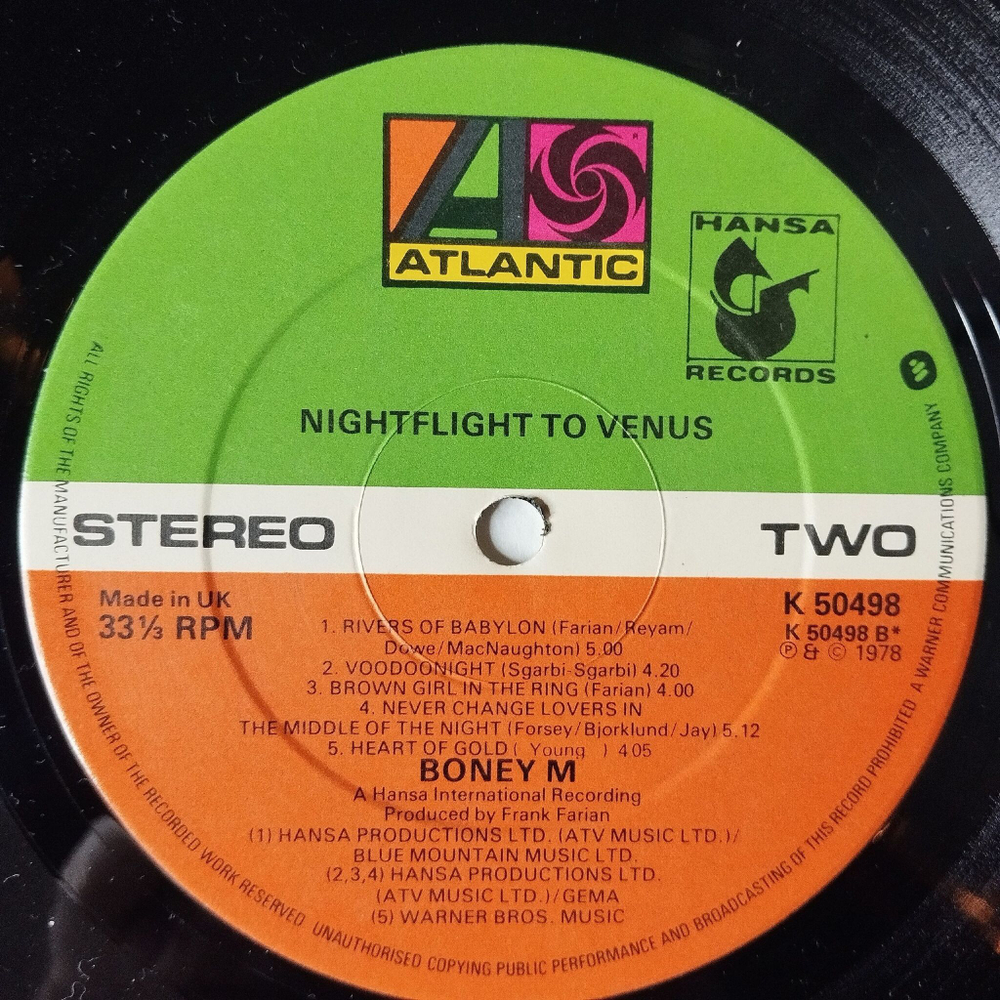 ATLANTIC
HANSA
RECORDS
NIGHTFLIGHT TO VENUS
STEREO
TWO
Made in UK
33⅓ RPM
K 50498
K 50498 B*
Ⓟ & © 1978
1. RIVERS OF BABYLON (Farian/Reyam/
Dowe/MacNaughton) 5.00
2. VOODOONIGHT (Sgarbi-Sgarbi) 4.20
3. BROWN GIRL IN THE RING (Farian) 4.00
4. NEVER CHANGE LOVERS IN
THE MIDDLE OF THE NIGHT (Forsey/Bjorklund/Jay) 5.12
5. HEART OF GOLD ( Young ) 4 05
BONEY M
A Hansa International Recording
Produced by Frank Farian
(1) HANSA PRODUCTIONS LTD. (ATV MUSIC LTD.)/
BLUE MOUNTAIN MUSIC LTD.
(2,3,4) HANSA PRODUCTIONS LTD.
(ATV MUSIC LTD.)/GEMA
(5) WARNER BROS. MUSIC
ALL RIGHTS OF THE MANUFACTURER AND OF THE OWNER OF THE RECORDED WORK RESERVED UNAUTHORISED COPYING PUBLIC PERFORMANCE AND BROADCASTING OF THIS RECORD PROHIBITED A WARNER COMMUNICATIONS COMPANY